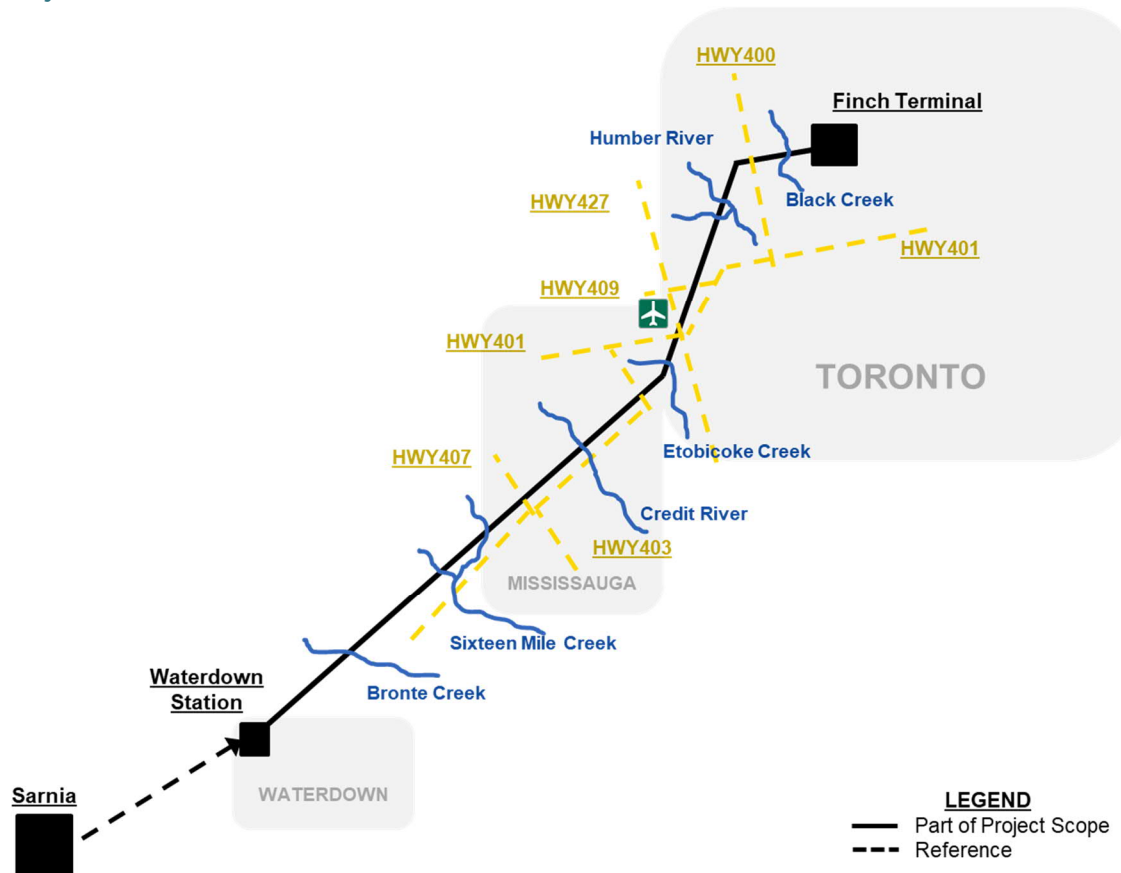 HWY400
Finch Terminal
Humber River
HWY427
Black Creek
HWY401
HWY409
HWY401
TORONTO
Etobicoke Creek
HWY407
Credit River
HWY403
MISSISSAUGA
Sixteen Mile Creek
Waterdown
Station
Bronte Creek
Sarnia
WATERDOWN
LEGEND
Part of Project Scope
Reference